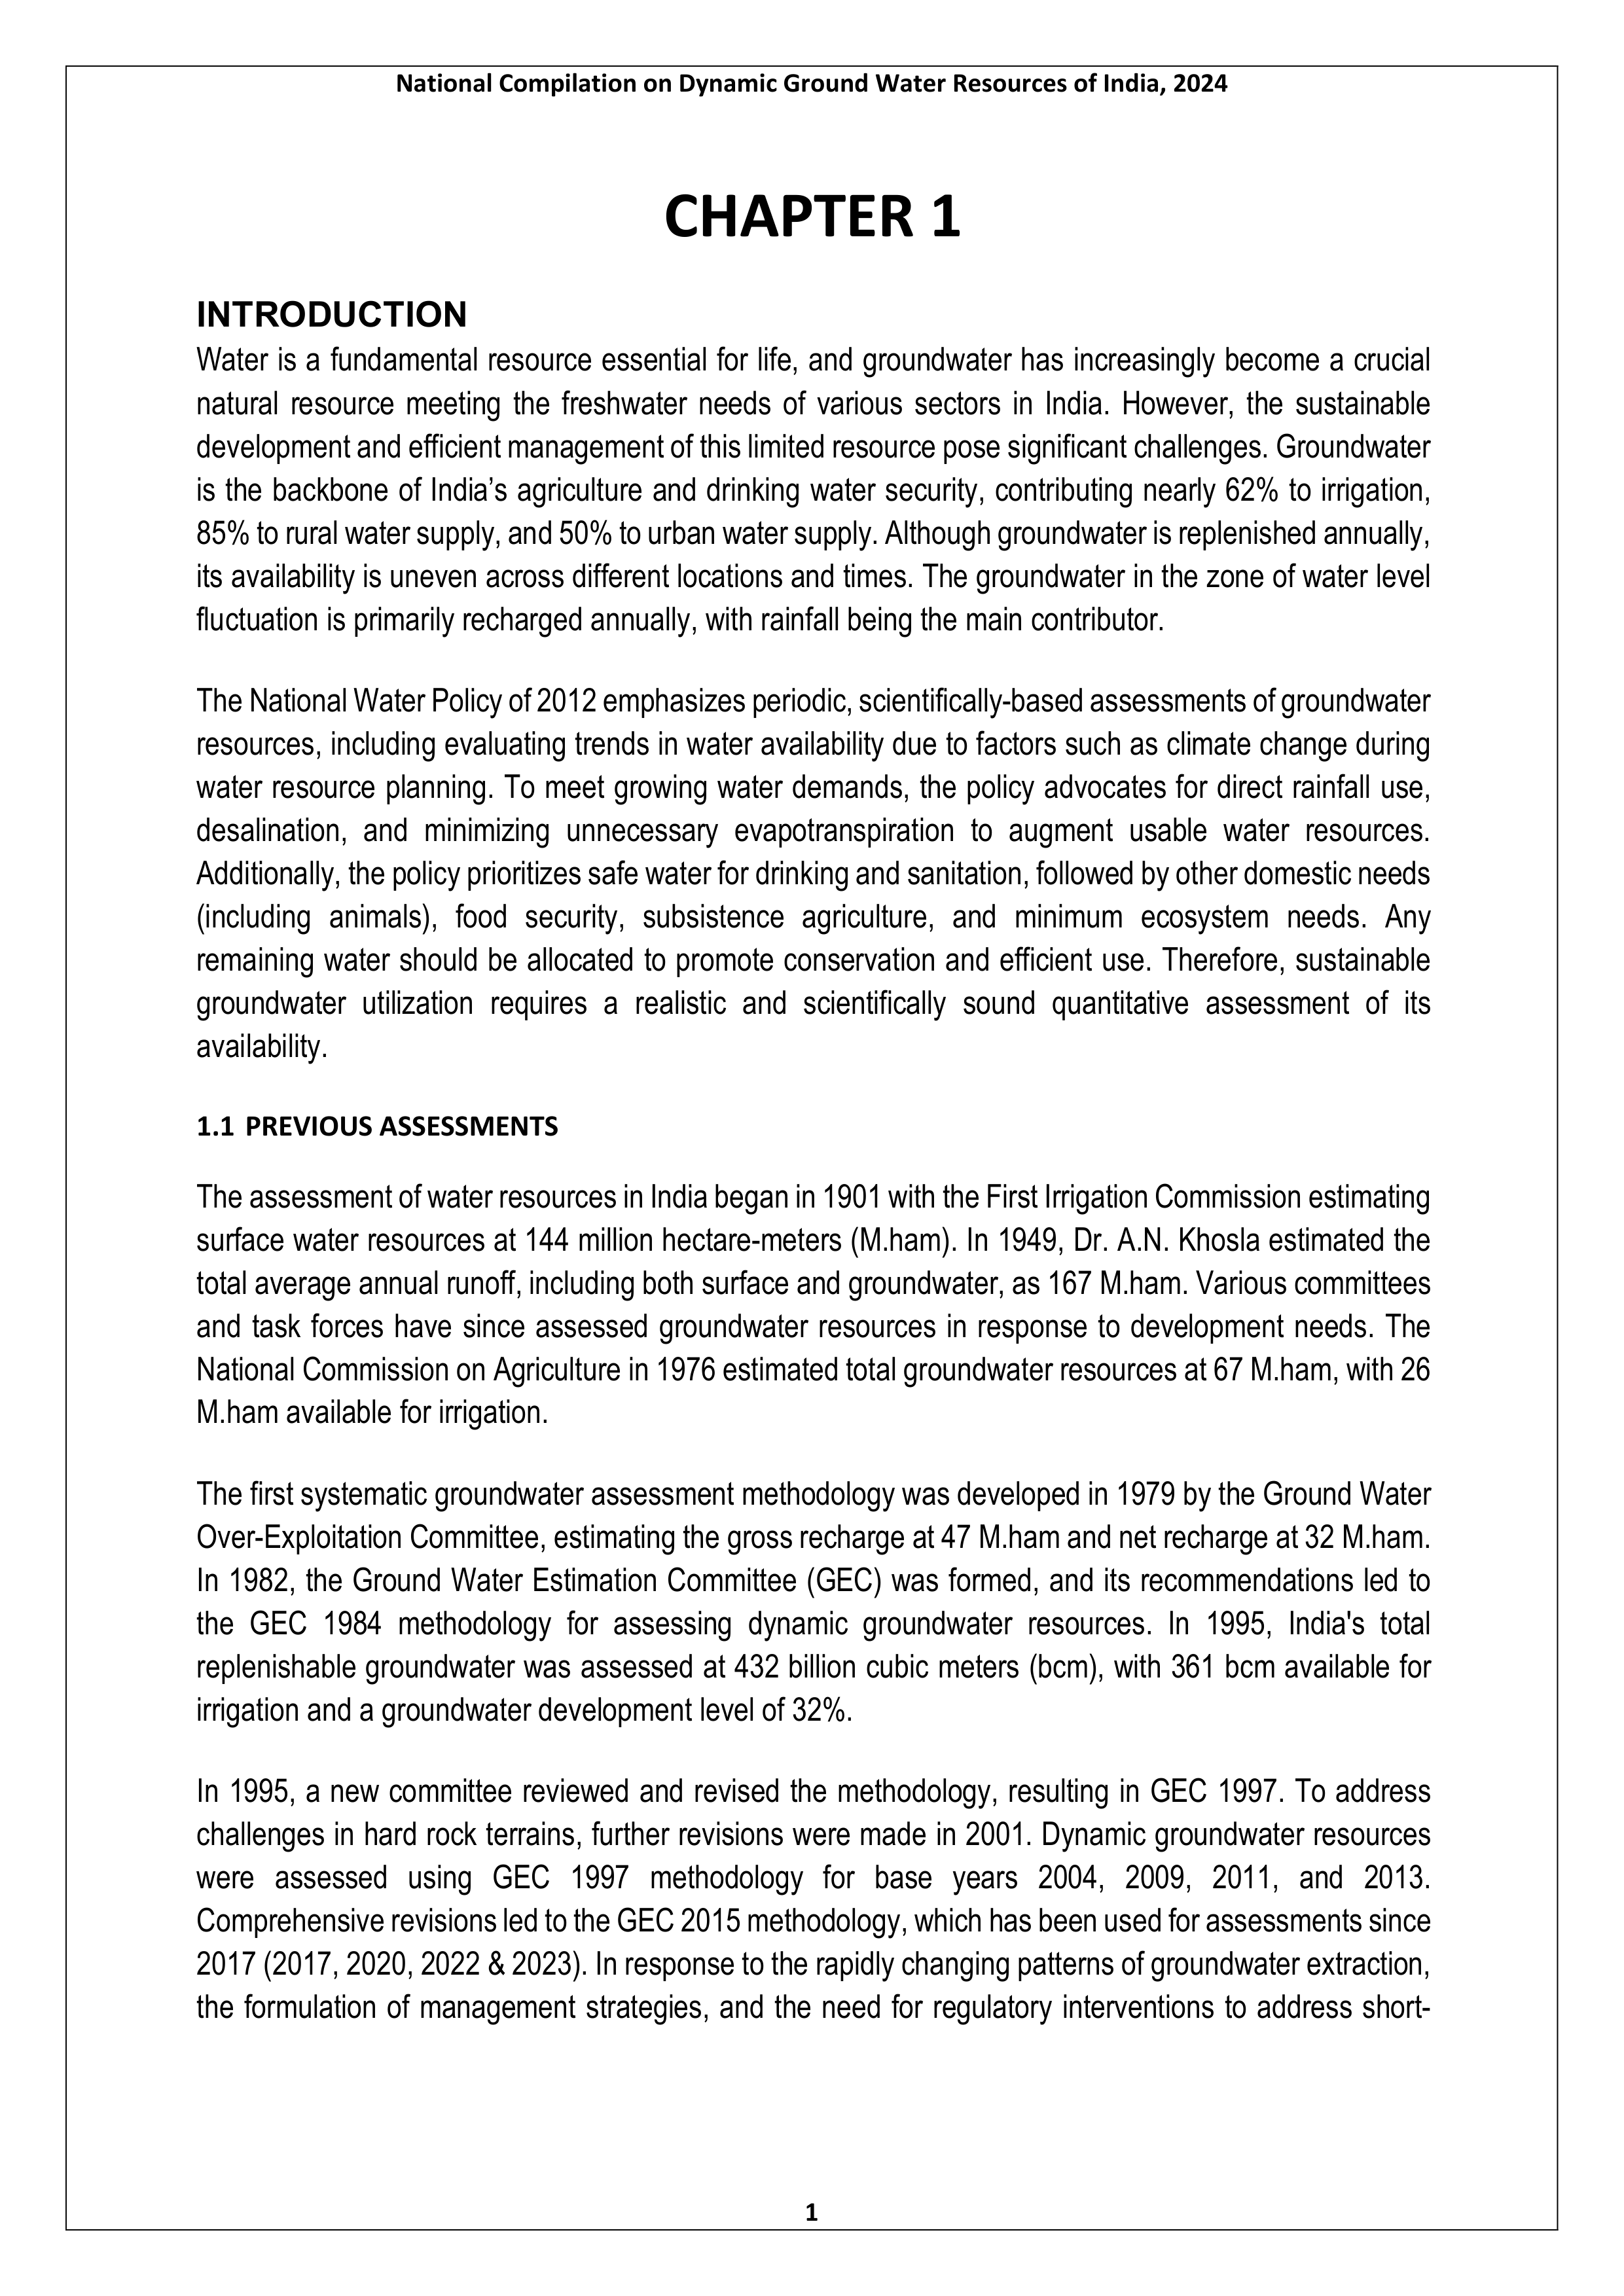 National Compilation on Dynamic Ground Water Resources of India, 2024
CHAPTER 1
INTRODUCTION
Water is a fundamental resource essential for life, and groundwater has increasingly become a crucial
natural resource meeting the freshwater needs of various sectors in India. However, the sustainable
development and efficient management of this limited resource pose significant challenges. Groundwater
is the backbone of India’s agriculture and drinking water security, contributing nearly 62% to irrigation,
85% to rural water supply, and 50% to urban water supply. Although groundwater is replenished annually,
its availability is uneven across different locations and times. The groundwater in the zone of water level
fluctuation is primarily recharged annually, with rainfall being the main contributor.
The National Water Policy of 2012 emphasizes periodic, scientifically-based assessments of groundwater
resources, including evaluating trends in water availability due to factors such as climate change during
water resource planning. To meet growing water demands, the policy advocates for direct rainfall use,
desalination, and minimizing unnecessary evapotranspiration to augment usable water resources.
Additionally, the policy prioritizes safe water for drinking and sanitation, followed by other domestic needs
(including animals), food security, subsistence agriculture, and minimum ecosystem needs. Any
remaining water should be allocated to promote conservation and efficient use. Therefore, sustainable
groundwater utilization requires a realistic and scientifically sound quantitative assessment of its
availability.
1.1 PREVIOUS ASSESSMENTS
The assessment of water resources in India began in 1901 with the First Irrigation Commission estimating
surface water resources at 144 million hectare-meters (M.ham). In 1949, Dr. A.N. Khosla estimated the
total average annual runoff, including both surface and groundwater, as 167 M.ham. Various committees
and task forces have since assessed groundwater resources in response to development needs. The
National Commission on Agriculture in 1976 estimated total groundwater resources at 67 M.ham, with 26
M.ham available for irrigation.
The first systematic groundwater assessment methodology was developed in 1979 by the Ground Water
Over-Exploitation Committee, estimating the gross recharge at 47 M.ham and net recharge at 32 M.ham.
In 1982, the Ground Water Estimation Committee (GEC) was formed, and its recommendations led to
the GEC 1984 methodology for assessing dynamic groundwater resources. In 1995, India's total
replenishable groundwater was assessed at 432 billion cubic meters (bcm), with 361 bcm available for
irrigation and a groundwater development level of 32%.
In 1995, a new committee reviewed and revised the methodology, resulting in GEC 1997. To address
challenges in hard rock terrains, further revisions were made in 2001. Dynamic groundwater resources
were assessed using GEC 1997 methodology for base years 2004, 2009, 2011, and 2013.
Comprehensive revisions led to the GEC 2015 methodology, which has been used for assessments since
2017 (2017, 2020, 2022 & 2023). In response to the rapidly changing patterns of groundwater extraction,
the formulation of management strategies, and the need for regulatory interventions to address short-
1